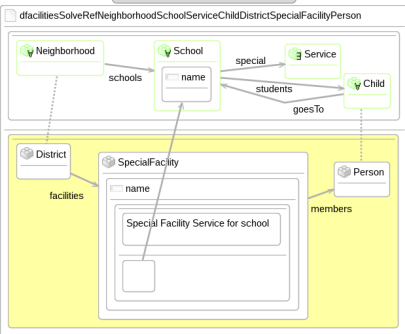 dfacilitiesSolveRefNeighborhoodSchoolServiceChildDistrictSpecialFacilityPerson
Neighborhood
School
Service
special
name
schools
students
Child
goesTo
District
SpecialFacility
Person
name
facilities
members
Special Facility Service for school